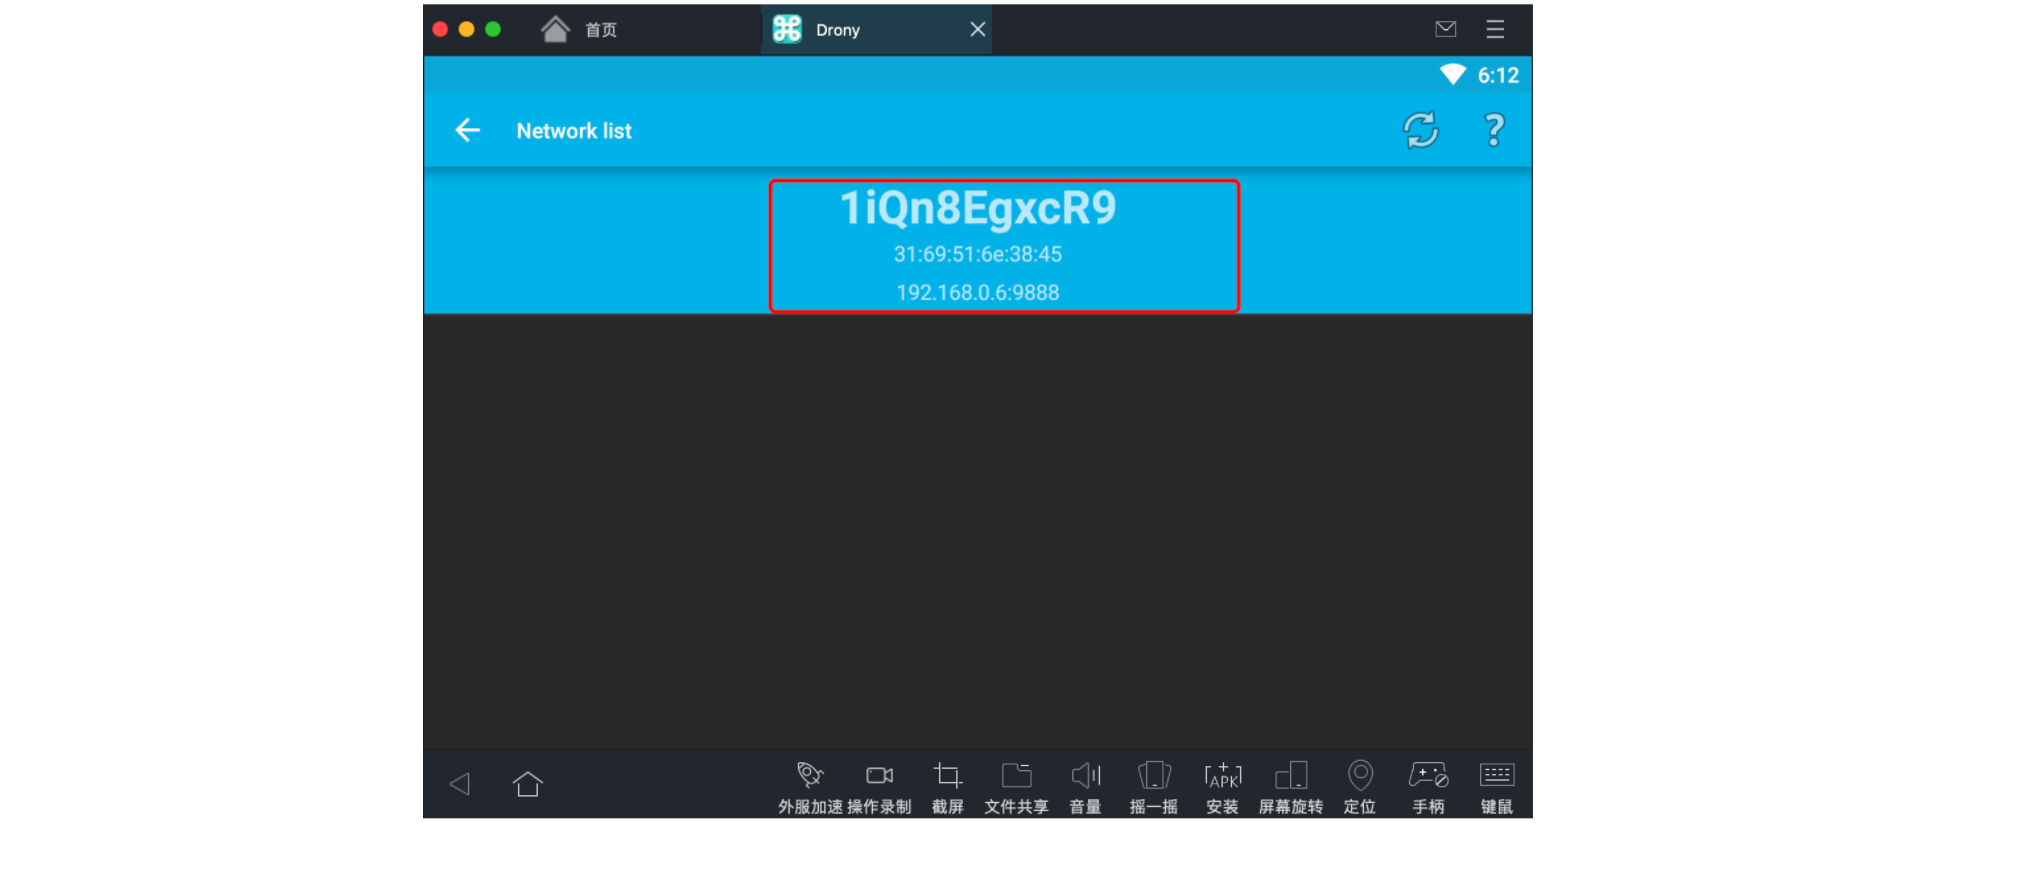 首页
Drony
6:12
Network list
1iQn8EgxcR9
31:69:51:6e:38:45
192.168.0.6:9888
APK
外服加速 操作录制 截屏 文件共享 音量 摇一摇 安装 屏幕旋转 定位 手柄 键鼠